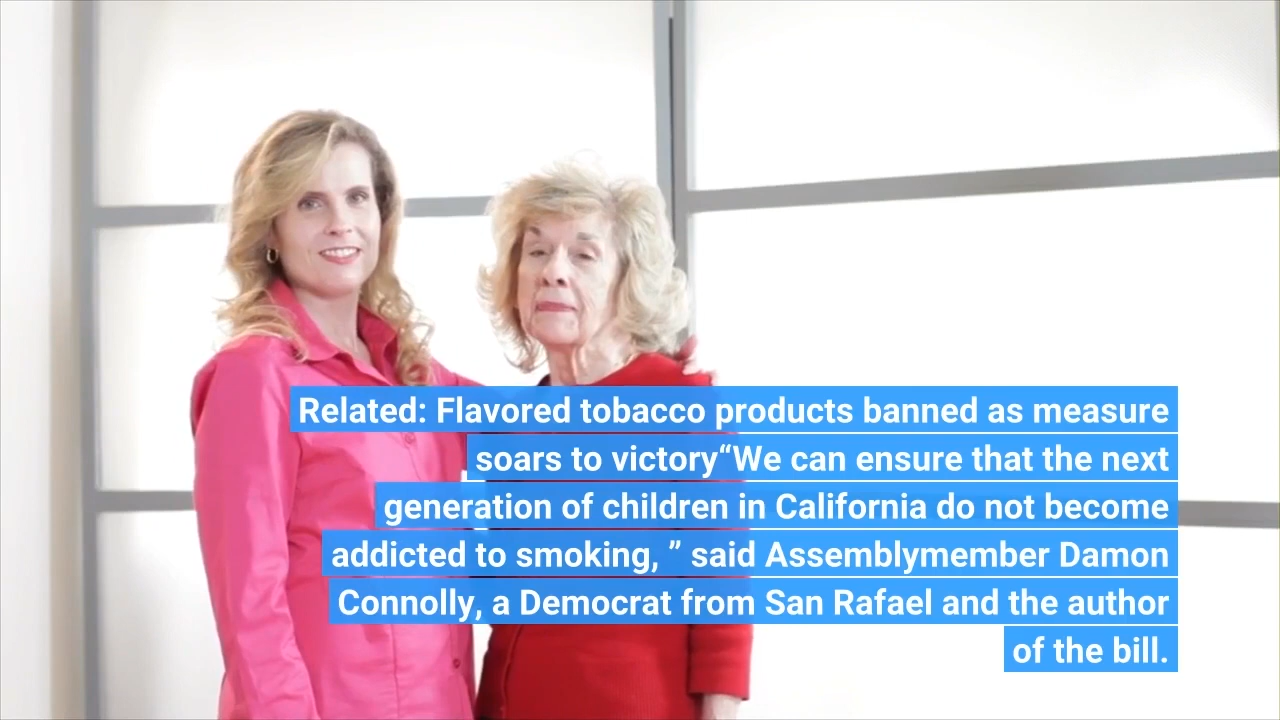 Related: Flavored tobacco products banned as measure
soars to victory“We can ensure that the next
generation of children in California do not become
addicted to smoking, ” said Assemblymember Damon
Connolly, a Democrat from San Rafael and the author
of the bill.